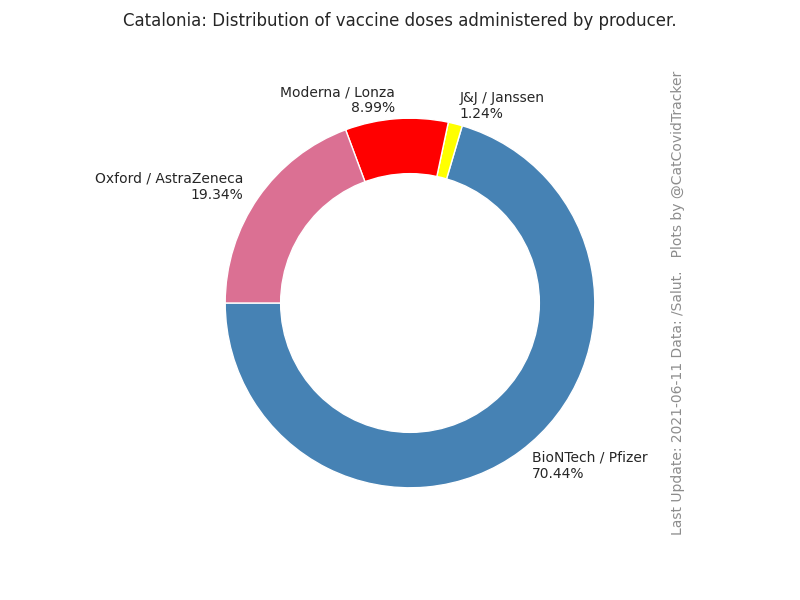 Catalonia: Distribution of vaccine doses administered by producer.
Moderna / Lonza
8.99%
J&J / Janssen
1.24%
Oxford / AstraZeneca
19.34%
BioNTech / Pfizer
70.44%
Last Update: 2021-06-11 Data: /Salut.   Plots by @CatCovidTracker